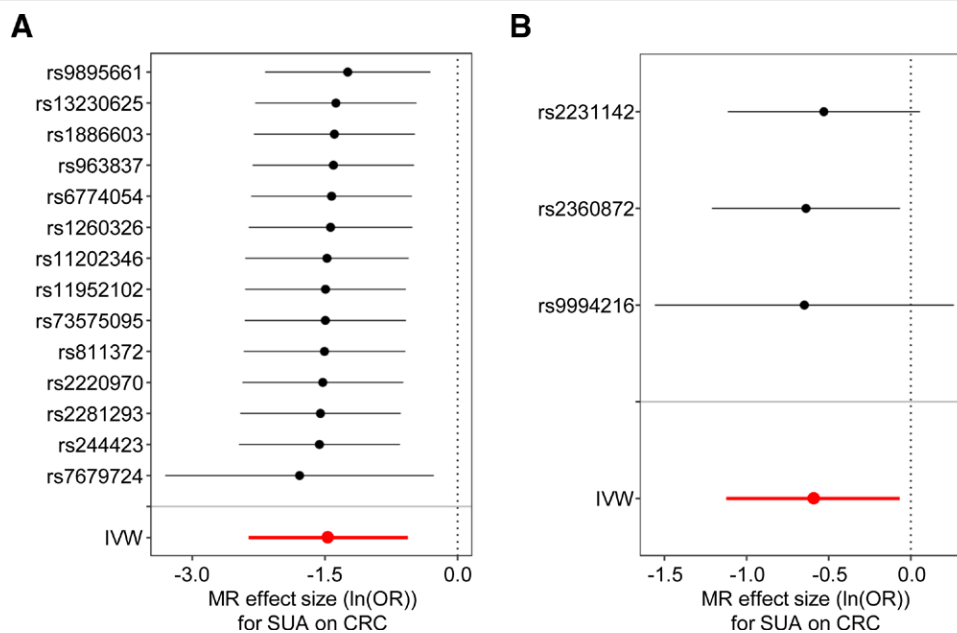 A
rs9895661
rs13230625
rs1886603
rs963837
rs6774054
rs1260326
rs11202346
rs11952102
rs73575095
rs811372
rs2220970
rs2281293
rs244423
rs7679724
IVW
-3.0 -1.5 0.0
MR effect size (ln(OR))
for SUA on CRC
B
rs2231142
rs2360872
rs9994216
IVW
-1.5 -1.0 -0.5 0.0
MR effect size (ln(OR))
for SUA on CRC